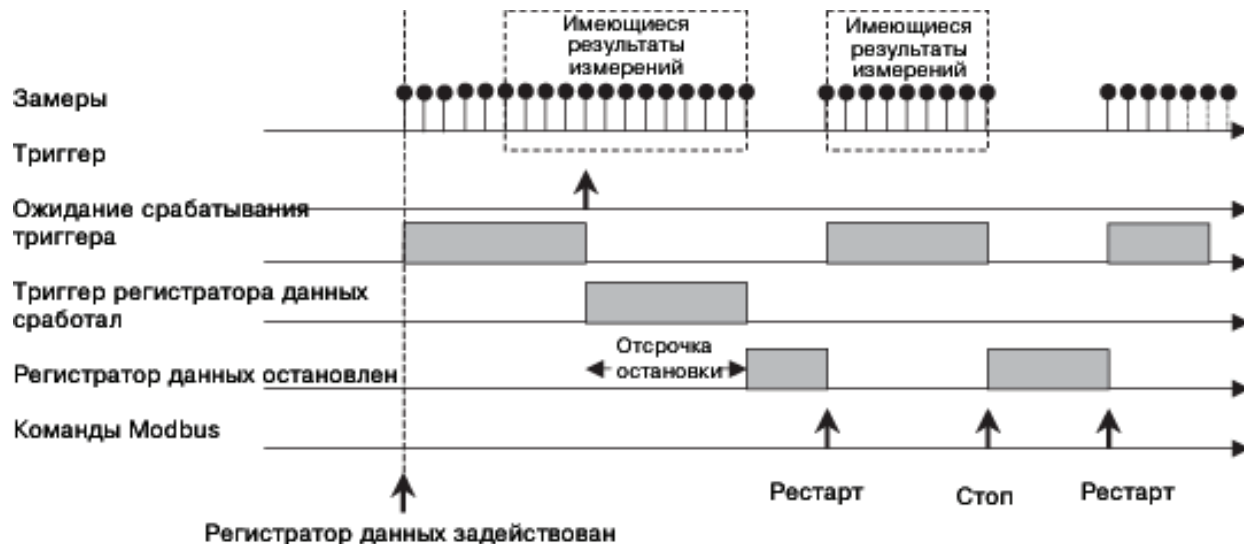 Имеющиеся
результаты
измерений
Имеющиеся
результаты
измерений
Замеры
Триггер
Ожидание срабатывания
триггера
Триггер регистратора данных
сработал
Отсрочка
остановки
Регистратор данных остановлен
Команды Modbus
Рестарт
Стоп
Рестарт
Регистратор данных задействован